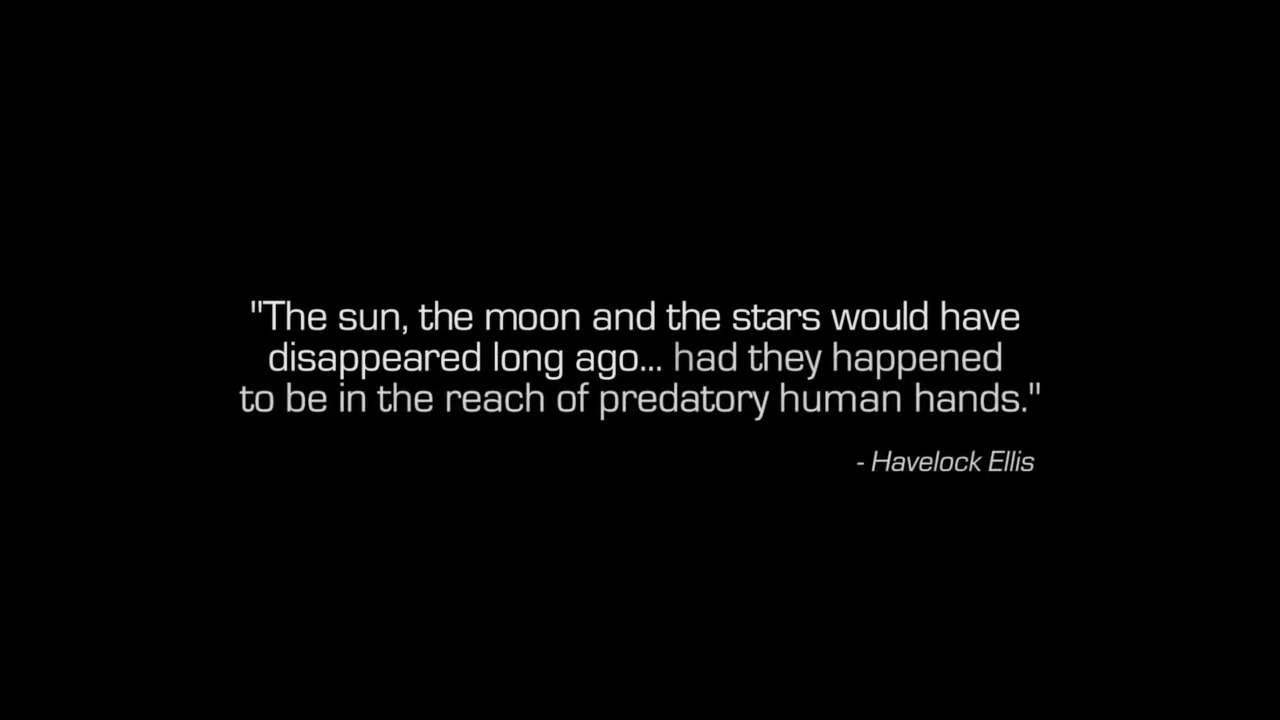 "The sun, the moon and the stars would have
disappeared long ago... had they happened
to be in the reach of predatory human hands."
- Havelock Ellis